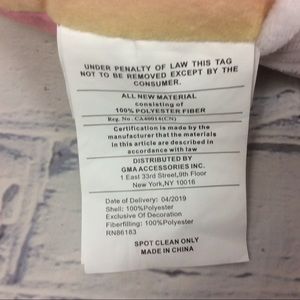 UNDER PENALTY OF LAW THIS TAG
NOT TO BE REMOVED EXCEPT BY THE
CONSUMER.
ALL NEW MATERIAL
consisting of
100% POLYESTER FIBER
Reg. No. CA40014(CN)
Certification is made by the
manufacturer that the materials
in this article are described in
accordance with law
DISTRIBUTED BY
GMA ACCESSORIES INC.
1 East 33rd Street,9th Floor
New York,NY 10016
Date of Delivery: 04/2019
Shell: 100%Polyester
Exclusive Of Decoration
Fiberfilling: 100%Polyester
RN86163
SPOT CLEAN ONLY
MADE IN CHINA